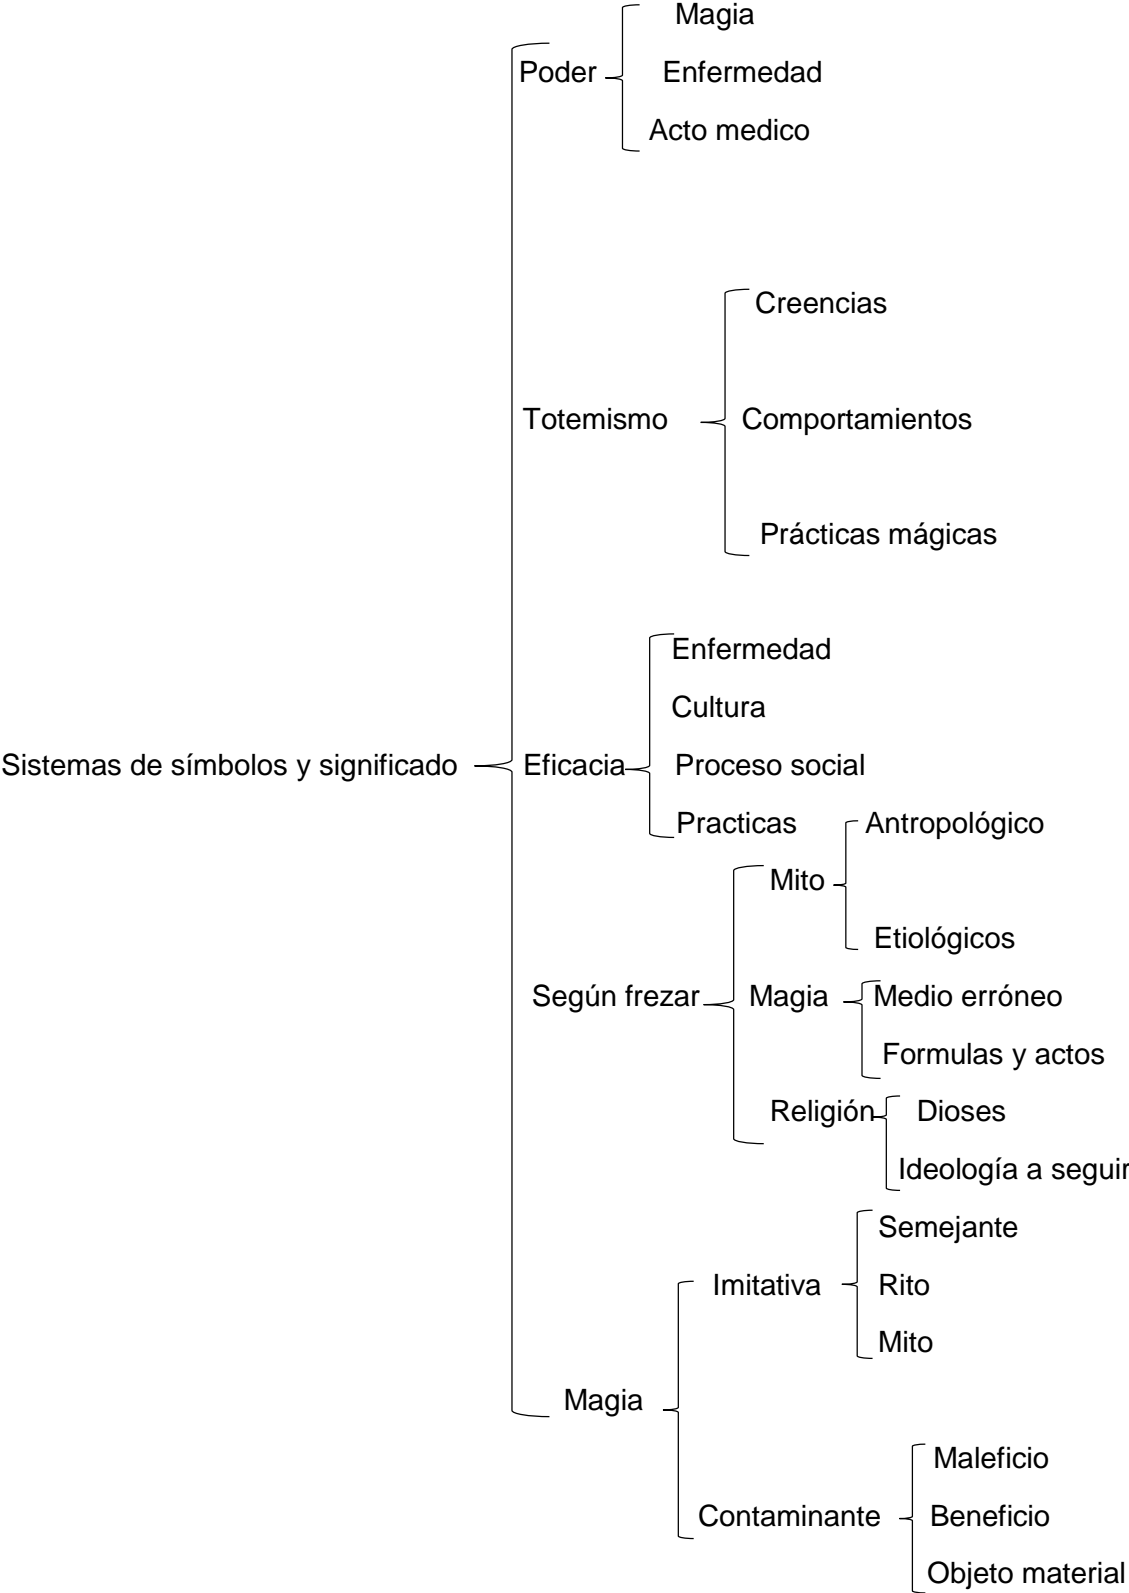 Magia
Poder
Enfermedad
Acto medico
Creencias
Totemismo
Comportamientos
Prácticas mágicas
Enfermedad
Cultura
Sistemas de símbolos y significado
Eficacia
Proceso social
Practicas
Antropológico
Mito
Etiológicos
Según frezar
Magia
Medio erróneo
Formulas y actos
Religión
Dioses
Ideología a seguir
Semejante
Imitativa
Rito
Mito
Magia
Maleficio
Contaminante
Beneficio
Objeto material